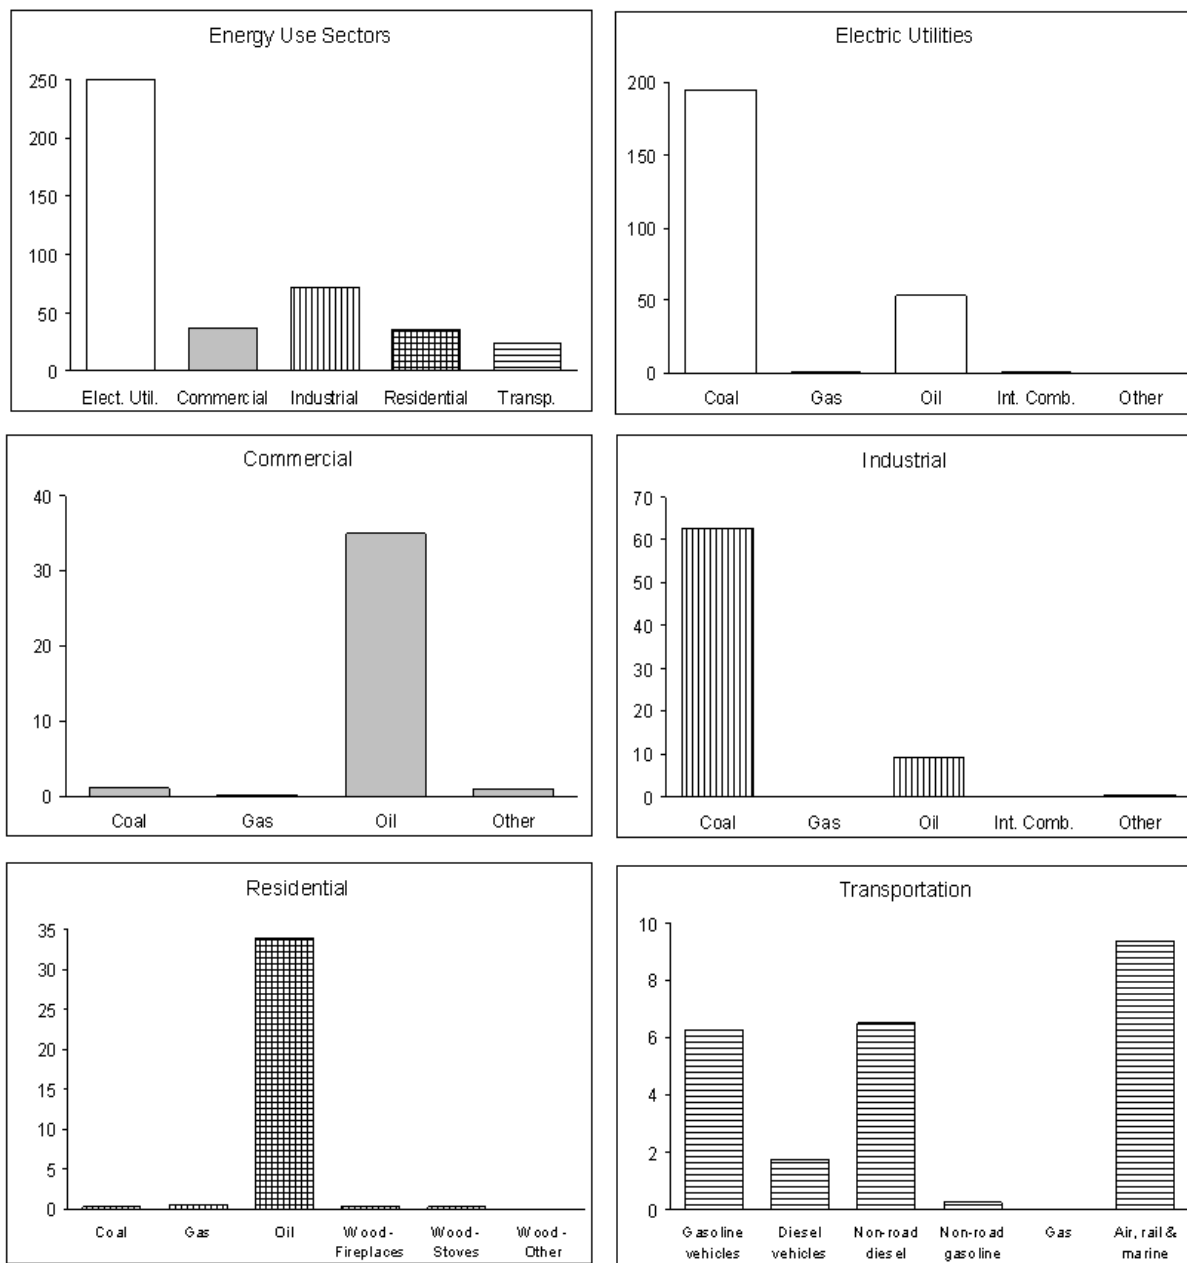 Energy Use Sectors
250
200
150
100
50
0
Elect. Util. Commercial Industrial Residential Transp.
Electric Utilities
200
150
100
50
0
Coal Gas Oil Int. Comb. Other
Commercial
40
30
20
10
0
Coal Gas Oil Other
Industrial
70
60
50
40
30
20
10
0
Coal Gas Oil Int. Comb. Other
Residential
35
30
25
20
15
10
5
0
Coal Gas Oil Wood - Wood - Wood -
Fireplaces Stoves Other
Transportation
10
8
6
4
2
0
Gasoline Diesel Non-road Non-road Gas Air, rail &
vehicles vehicles diesel gasoline marine